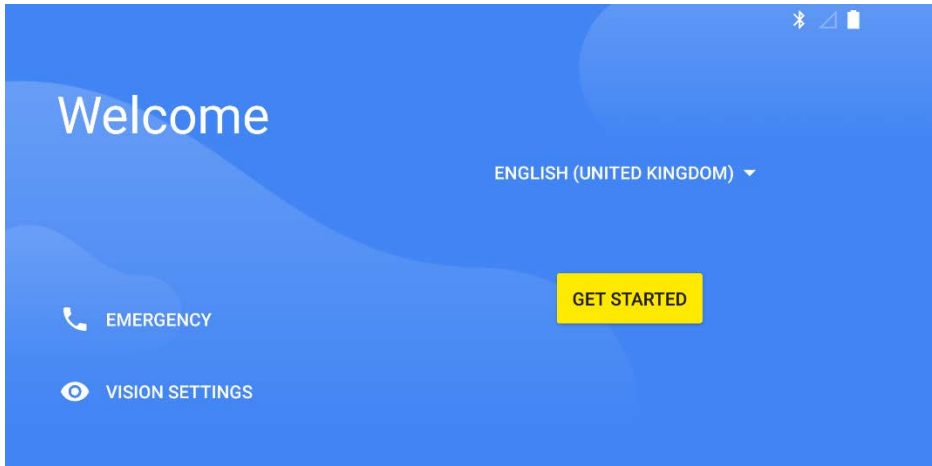 Welcome
ENGLISH (UNITED KINGDOM)
GET STARTED
EMERGENCY
VISION SETTINGS